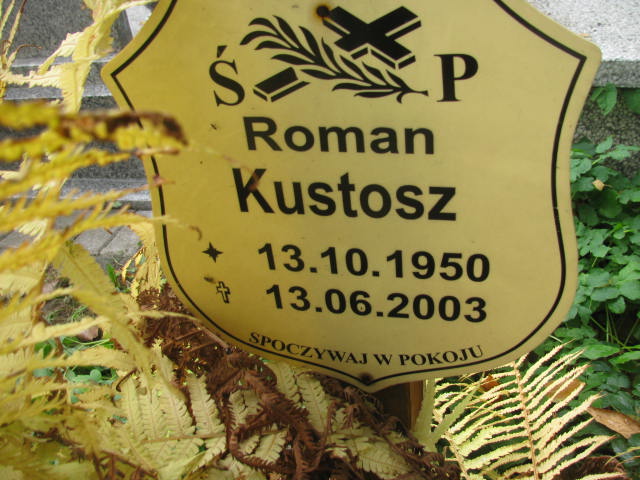 Ś P
Roman
Kustosz
13.10.1950
13.06.2003
SPOCZYWAJ W POKOJU